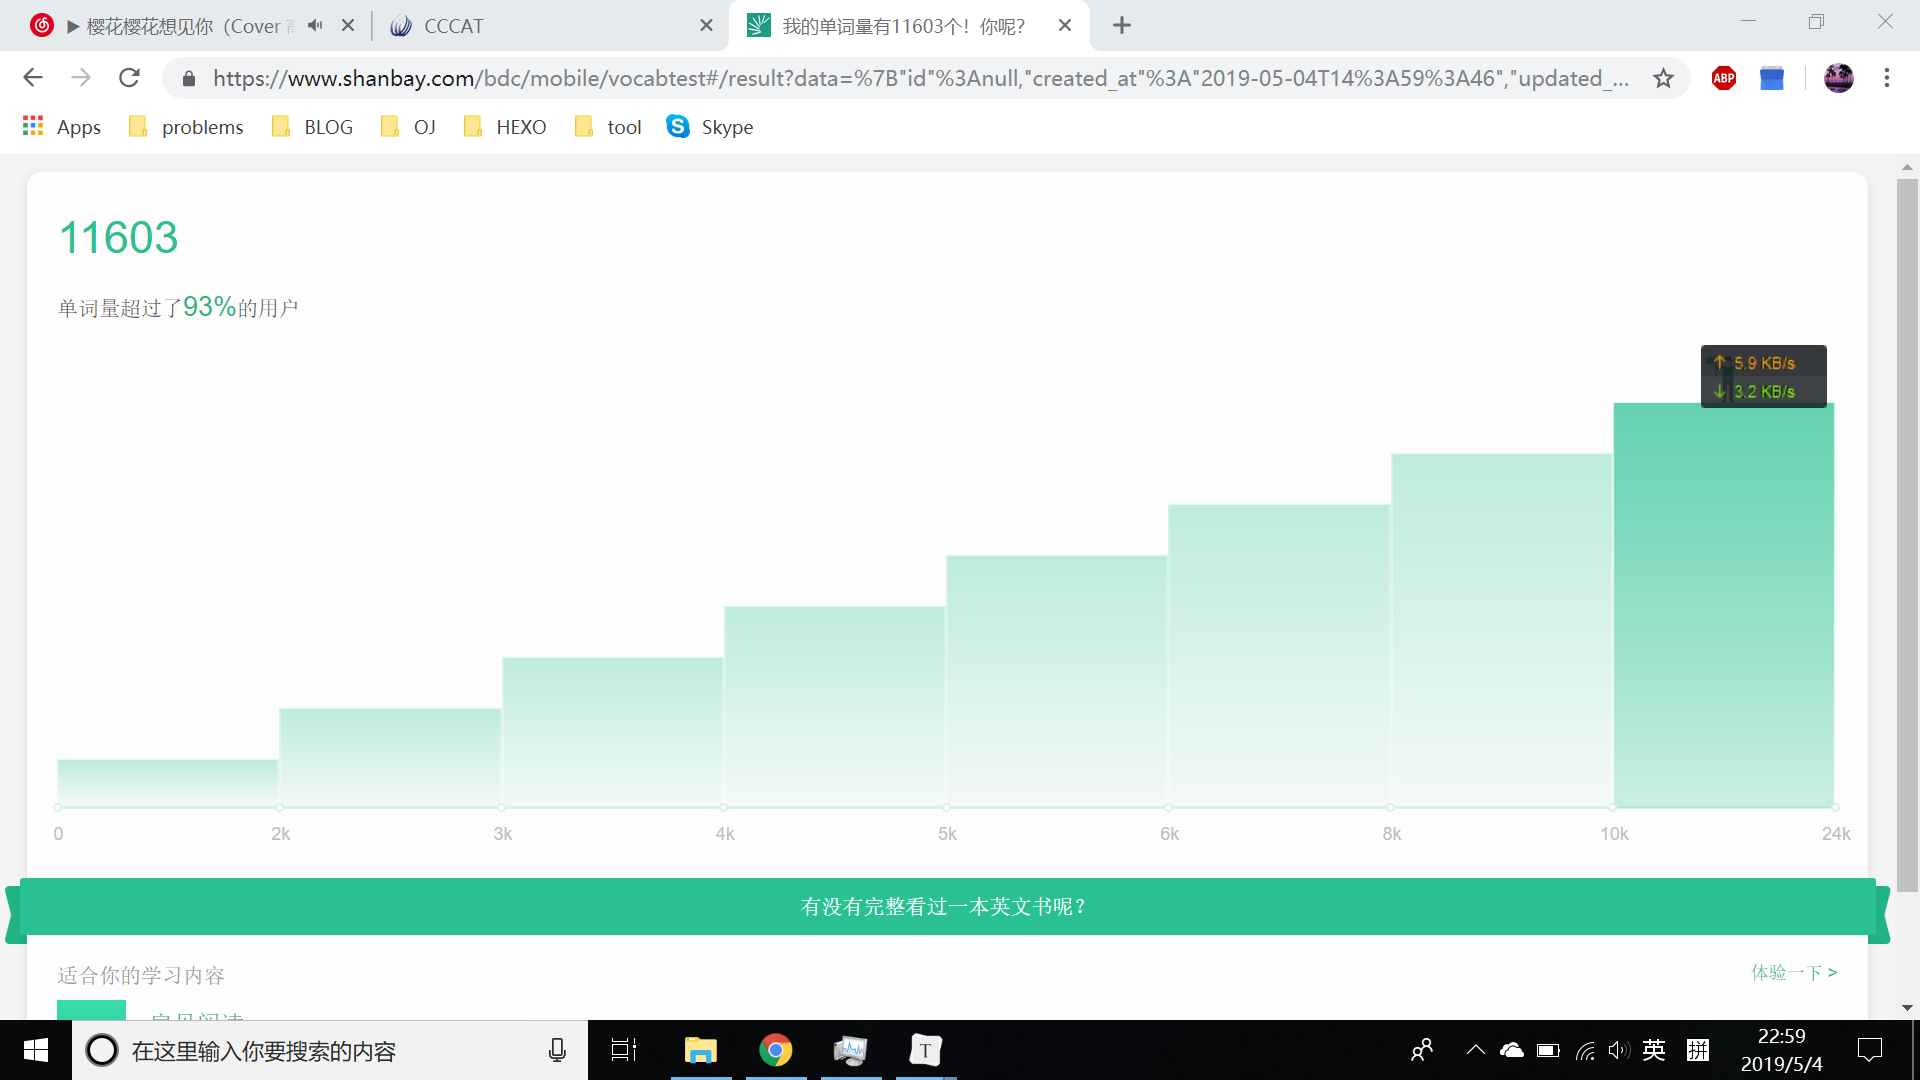 ▶ 樱花樱花想见你（Cover
CCCAT
我的单词量有11603个！你呢？
https://www.shanbay.com/bdc/mobile/vocabtest#/result?data=%7B"id"%3Anull,"created_at"%3A"2019-05-04T14%3A59%3A46","updated_...
ABP
Apps
problems
BLOG
OJ
HEXO
tool
Skype
11603
单词量超过了93%的用户
↑ 5.9 KB/s
↓ 3.2 KB/s
0 2k 3k 4k 5k 6k 8k 10k 24k
有没有完整看过一本英文书呢？
适合你的学习内容
体验一下 >
在这里输入你要搜索的内容
T
英
拼
22:59
2019/5/4